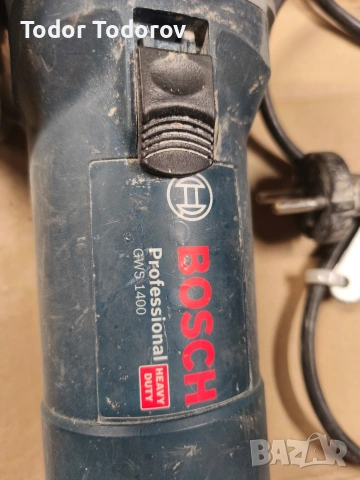 Todor Todorov
BOSCH
Professional
GWS 1400
HEAVY
DUTY
BAZAR